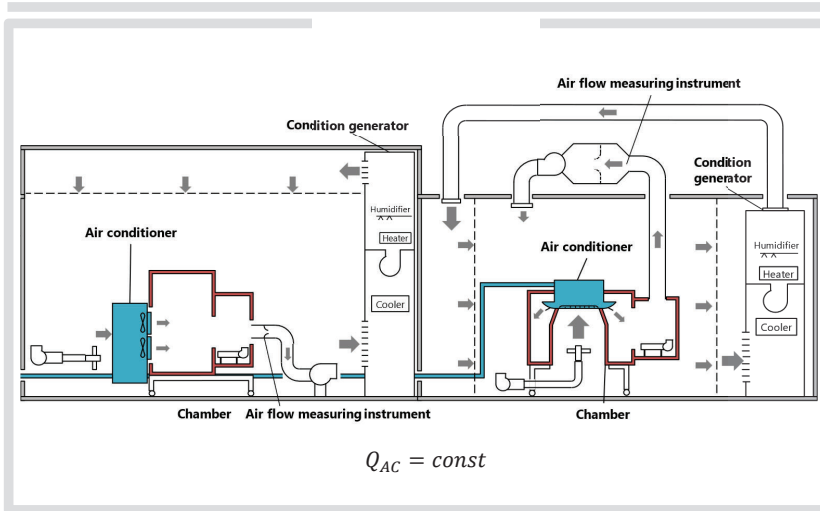 Air flow measuring instrument
Condition generator
Condition
generator
Humidifier
Heater
Cooler
Air conditioner
Air conditioner
Humidifier
Heater
Cooler
Chamber
Air flow measuring instrument
Chamber
Q_AC = const